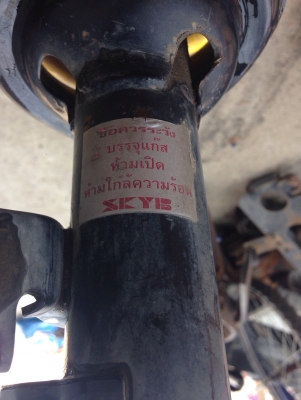 ข้อควรระวัง
บรรจุแก๊ส
ห้ามเปิด
ห้ามใกล้ความร้อน
SKYB